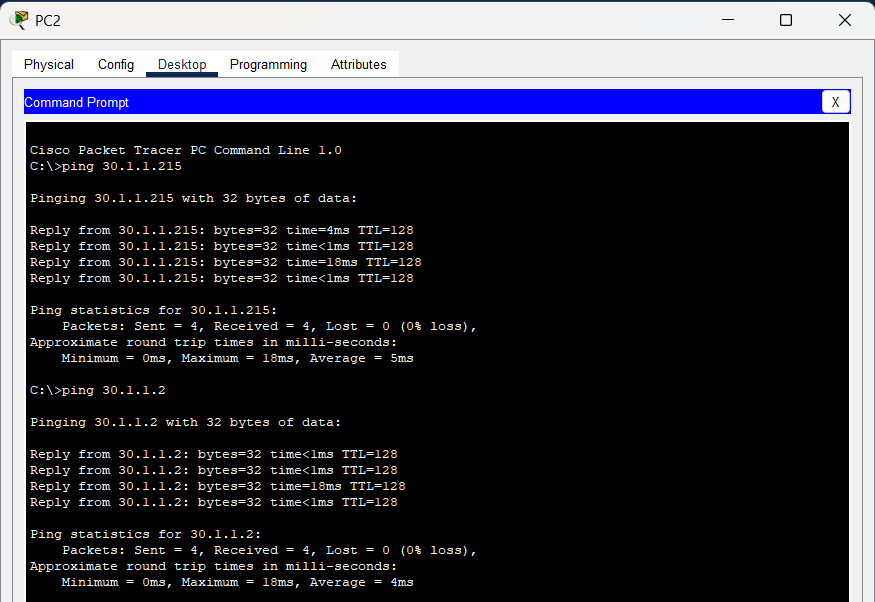 PC2
Physical Config Desktop Programming Attributes
Command Prompt X
Cisco Packet Tracer PC Command Line 1.0
C:\>ping 30.1.1.215
Pinging 30.1.1.215 with 32 bytes of data:
Reply from 30.1.1.215: bytes=32 time=4ms TTL=128
Reply from 30.1.1.215: bytes=32 time<1ms TTL=128
Reply from 30.1.1.215: bytes=32 time=18ms TTL=128
Reply from 30.1.1.215: bytes=32 time<1ms TTL=128
Ping statistics for 30.1.1.215:
Packets: Sent = 4, Received = 4, Lost = 0 (0% loss),
Approximate round trip times in milli-seconds:
Minimum = 0ms, Maximum = 18ms, Average = 5ms
C:\>ping 30.1.1.2
Pinging 30.1.1.2 with 32 bytes of data:
Reply from 30.1.1.2: bytes=32 time<1ms TTL=128
Reply from 30.1.1.2: bytes=32 time<1ms TTL=128
Reply from 30.1.1.2: bytes=32 time=18ms TTL=128
Reply from 30.1.1.2: bytes=32 time<1ms TTL=128
Ping statistics for 30.1.1.2:
Packets: Sent = 4, Received = 4, Lost = 0 (0% loss),
Approximate round trip times in milli-seconds:
Minimum = 0ms, Maximum = 18ms, Average = 4ms